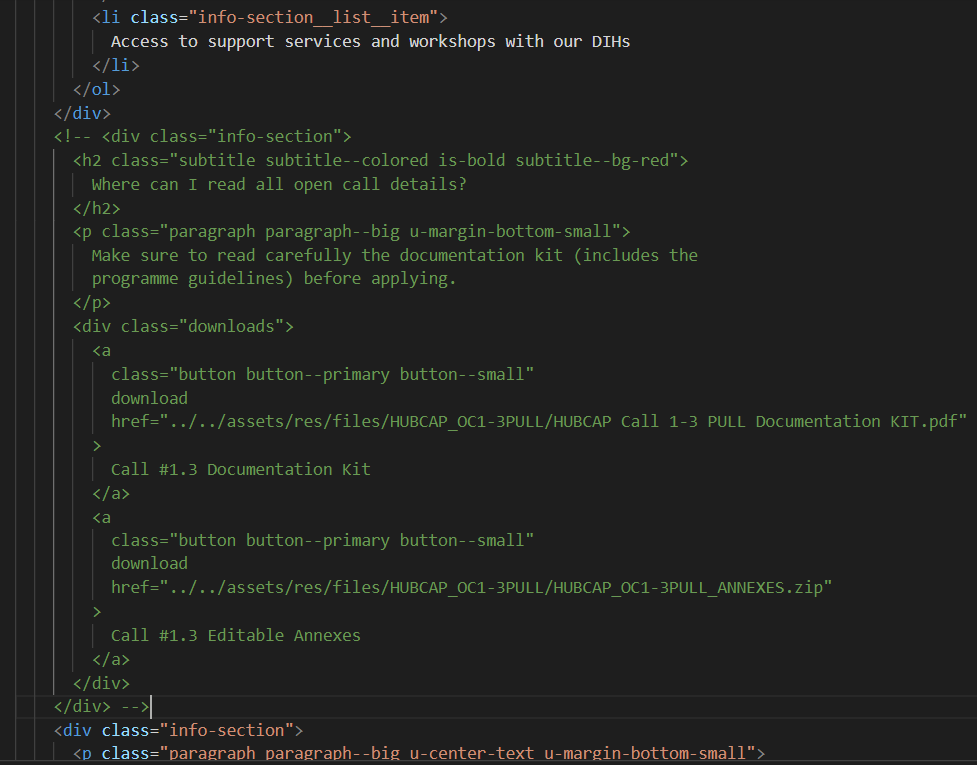 <li class="info-section__list__item">
Access to support services and workshops with our DIHs
</li>
</ol>
</div>
<!-- <div class="info-section">
<h2 class="subtitle subtitle--colored is-bold subtitle--bg-red">
Where can I read all open call details?
</h2>
<p class="paragraph paragraph--big u-margin-bottom-small">
Make sure to read carefully the documentation kit (includes the
programme guidelines) before applying.
</p>
<div class="downloads">
<a
class="button button--primary button--small"
download
href="../../assets/res/files/HUBCAP_OC1-3PULL/HUBCAP Call 1-3 PULL Documentation KIT.pdf"
>
Call #1.3 Documentation Kit
</a>
<a
class="button button--primary button--small"
download
href="../../assets/res/files/HUBCAP_OC1-3PULL/HUBCAP_OC1-3PULL_ANNEXES.zip"
>
Call #1.3 Editable Annexes
</a>
</div>
</div> -->
<div class="info-section">
<p class="paragraph paragraph--big u-center-text u-margin-bottom-small">